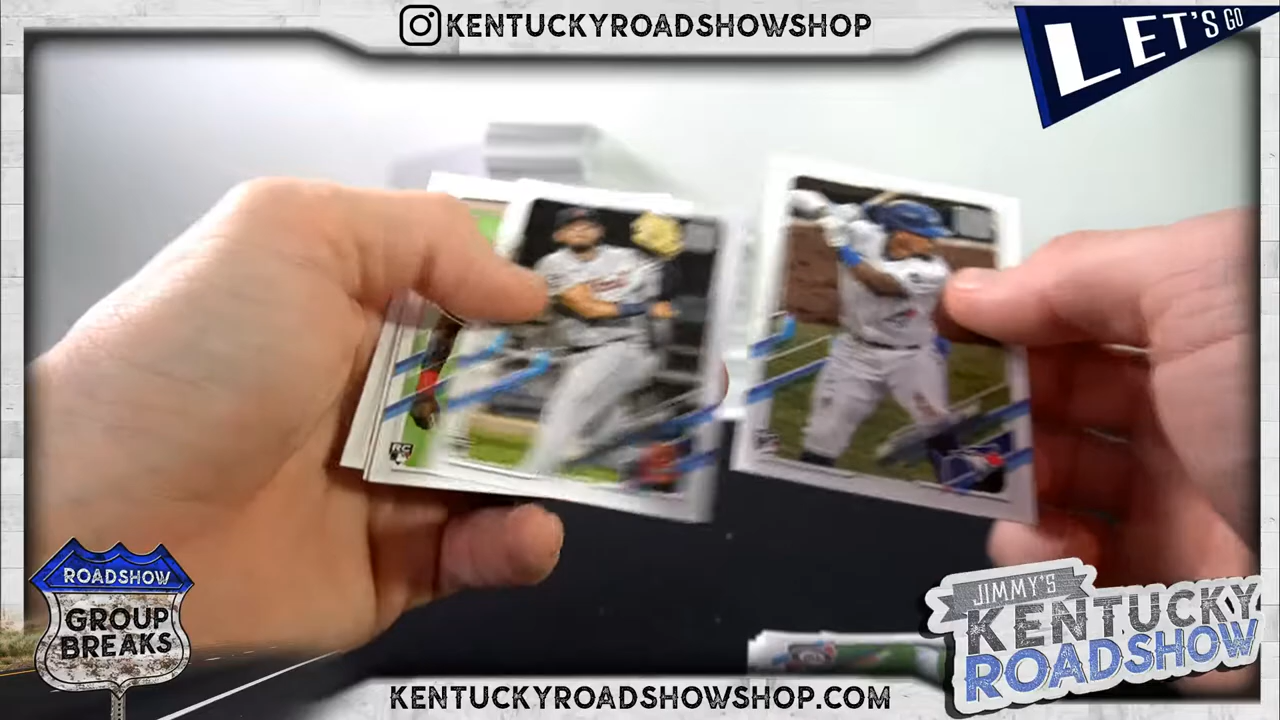 KENTUCKYROADSHOWSHOP
LET'S GO
RC
ROADSHOW
GROUP
BREAKS
JIMMY'S
KENTUCKY
ROADSHOW
KENTUCKYROADSHOWSHOP.COM